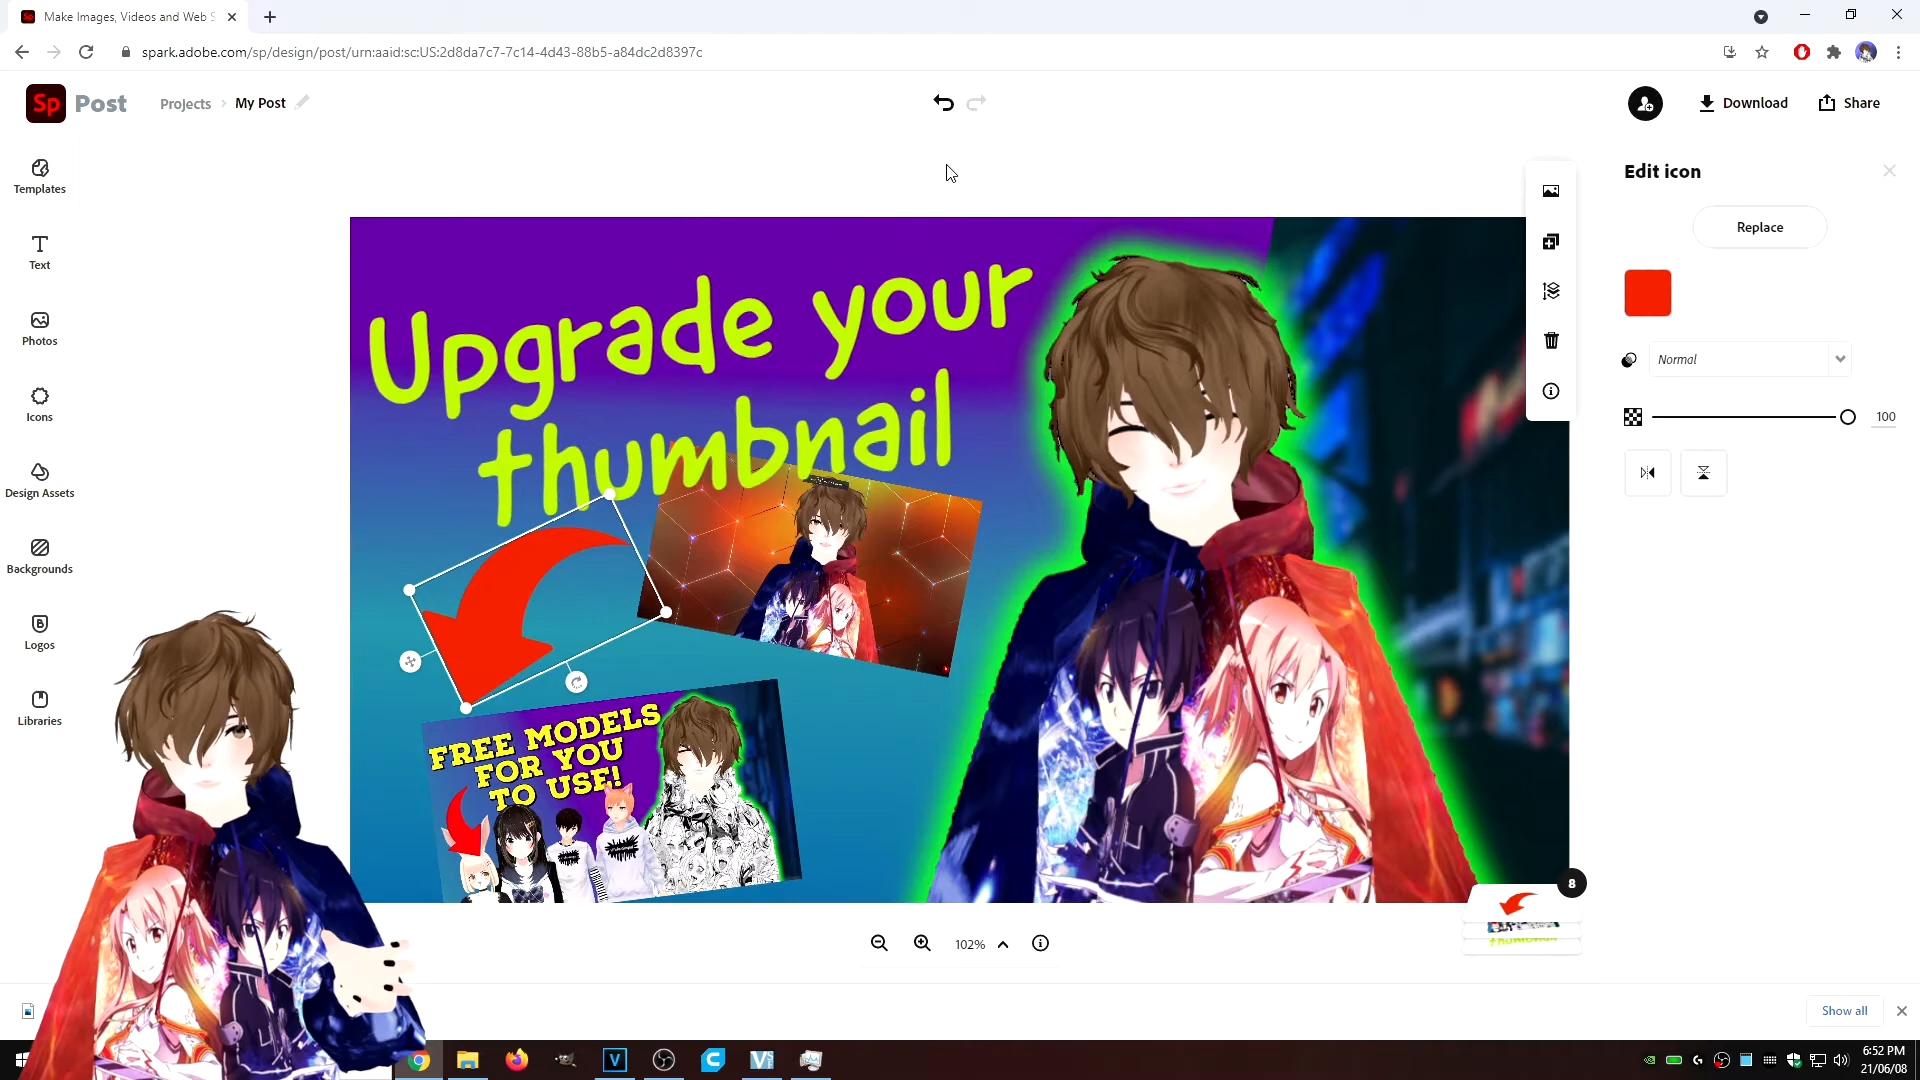 Make Images, Videos and Web S
spark.adobe.com/sp/design/post/urn:aaid:sc:US:2d8da7c7-7c14-4d43-88b5-a84dc2d8397c
Sp Post
Projects
My Post
Download
Share
Templates
Text
Photos
Icons
Design Assets
Backgrounds
Logos
Libraries
Upgrade your
thumbnail
FREE MODELS
FOR YOU
TO USE!
Edit icon
Replace
Normal
100
8
thumbnail
102%
Show all
6:52 PM
21/06/08